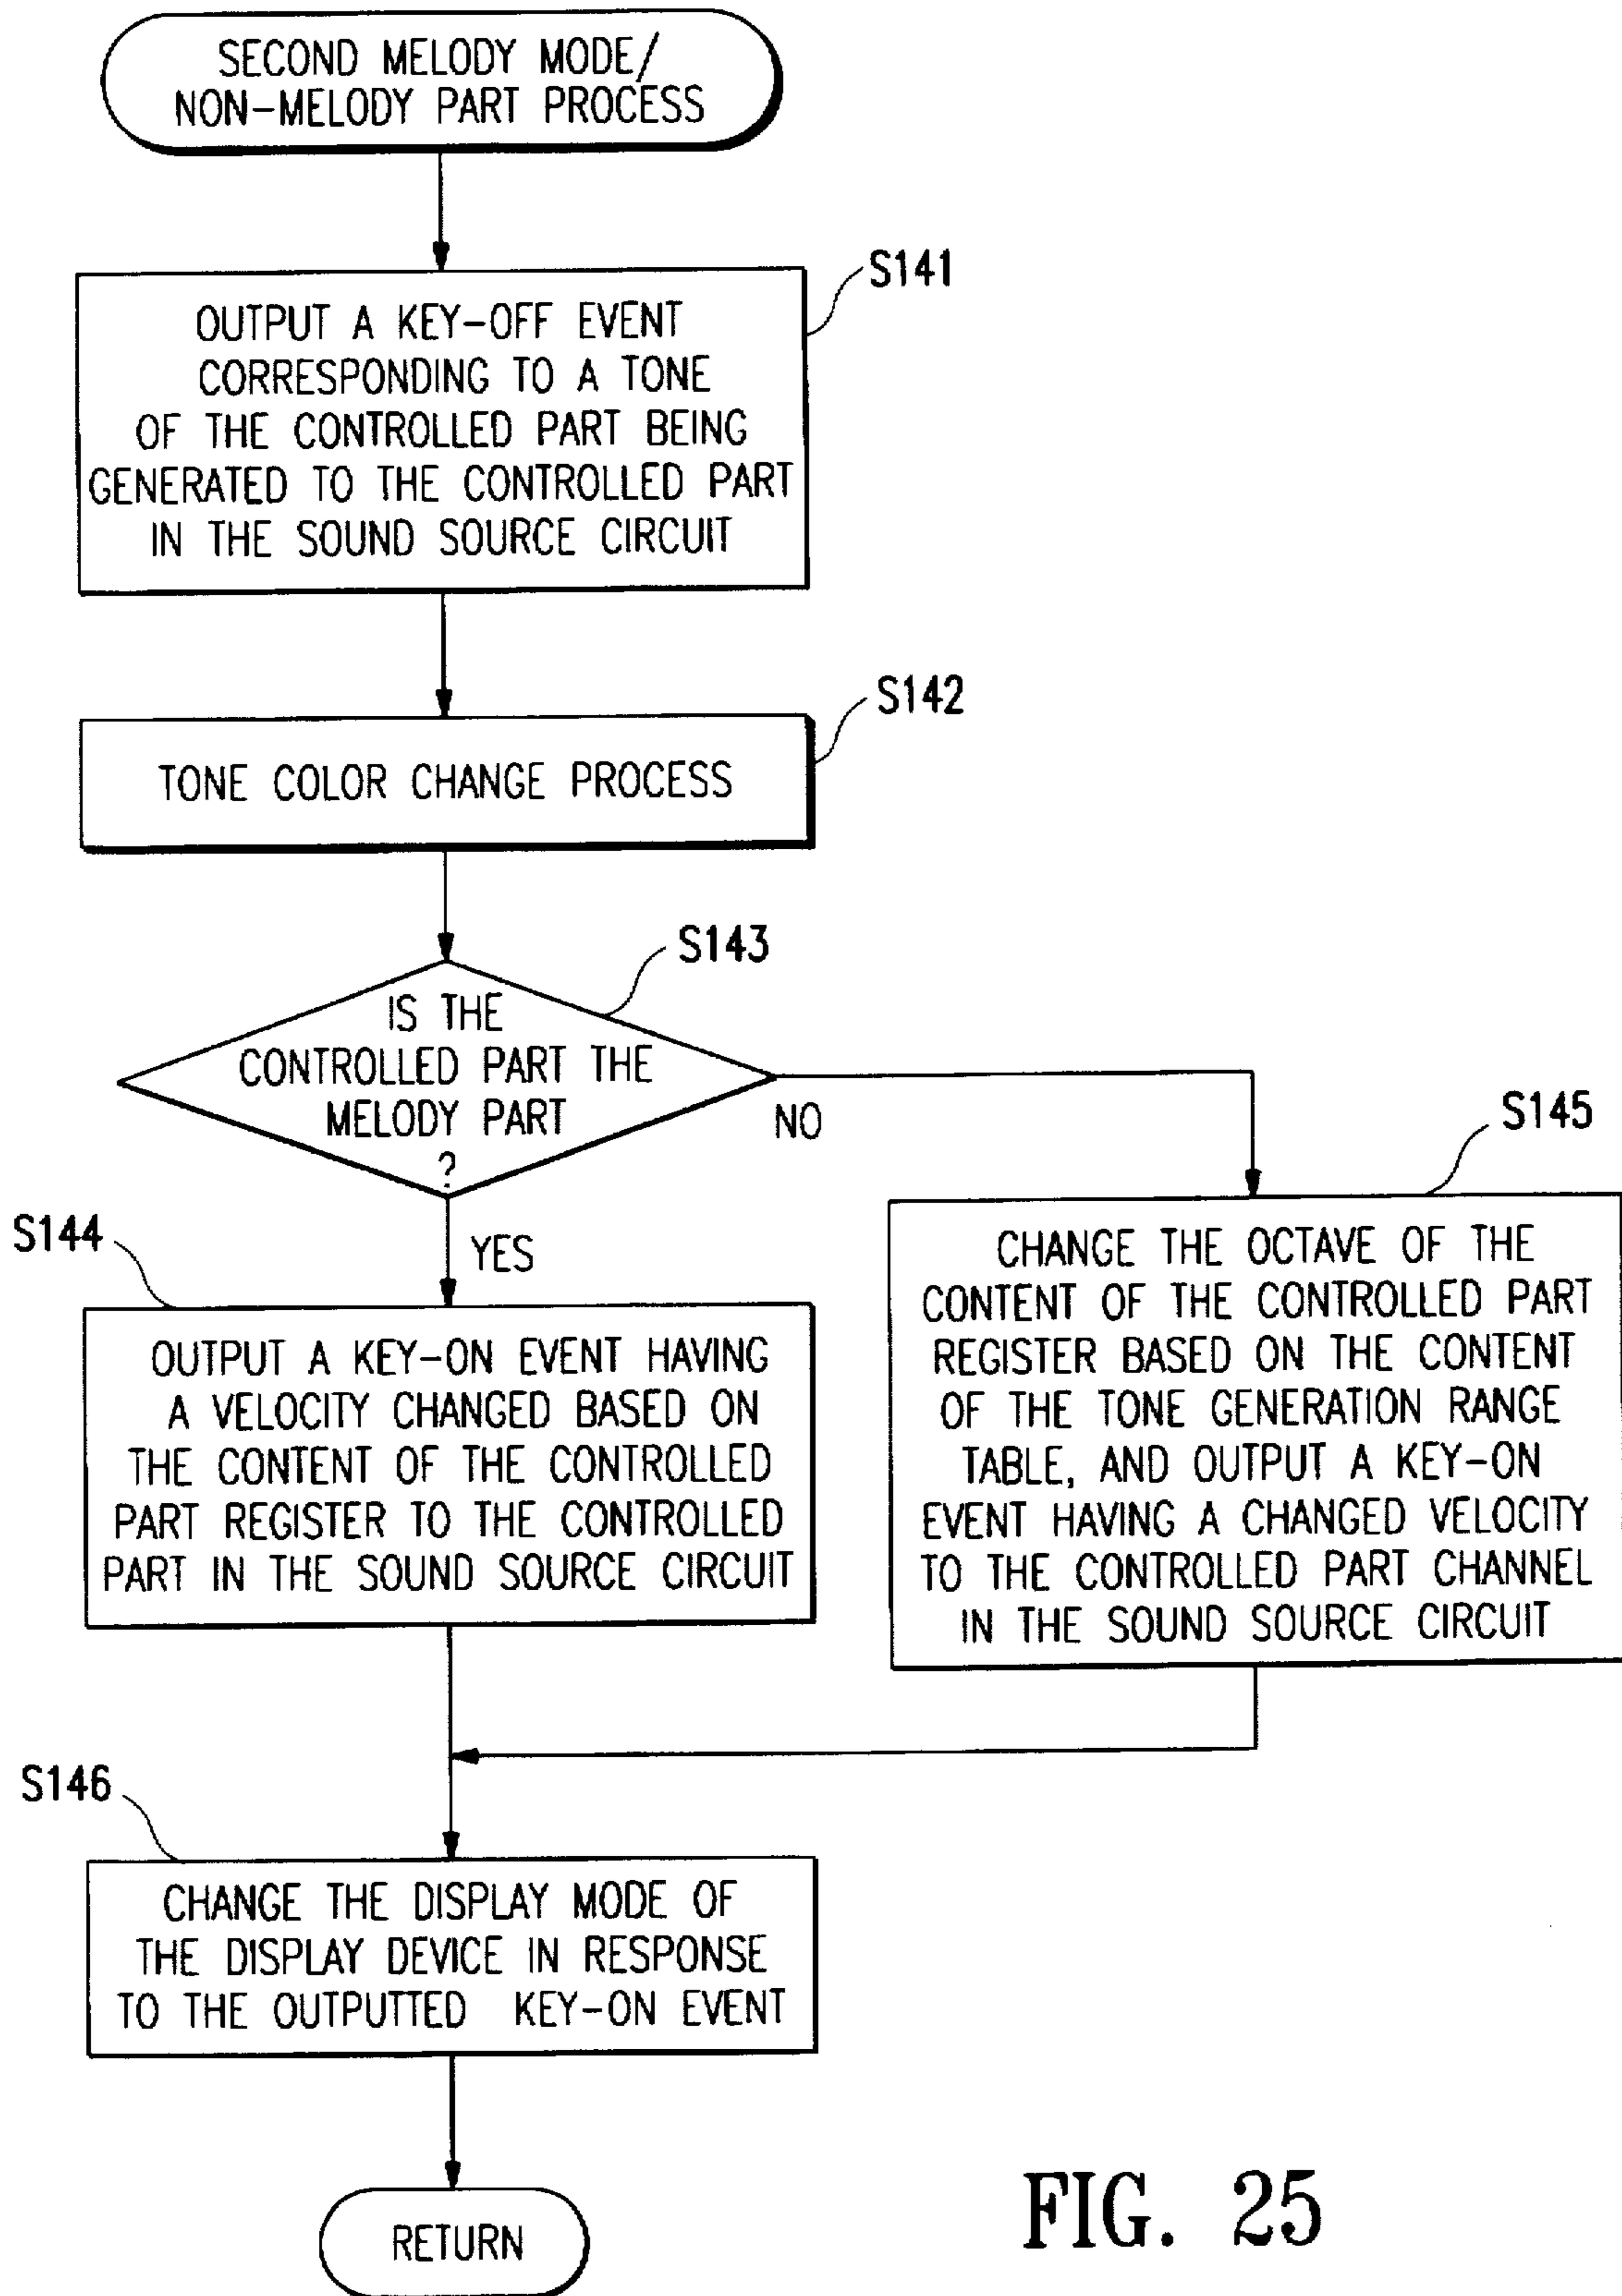 SECOND MELODY MODE/
NON-MELODY PART PROCESS
S141
OUTPUT A KEY-OFF EVENT
CORRESPONDING TO A TONE
OF THE CONTROLLED PART BEING
GENERATED TO THE CONTROLLED PART
IN THE SOUND SOURCE CIRCUIT
S142
TONE COLOR CHANGE PROCESS
S143
IS THE
CONTROLLED PART THE
MELODY PART
?
NO
YES
S144
OUTPUT A KEY-ON EVENT HAVING
A VELOCITY CHANGED BASED ON
THE CONTENT OF THE CONTROLLED
PART REGISTER TO THE CONTROLLED
PART IN THE SOUND SOURCE CIRCUIT
S145
CHANGE THE OCTAVE OF THE
CONTENT OF THE CONTROLLED PART
REGISTER BASED ON THE CONTENT
OF THE TONE GENERATION RANGE
TABLE, AND OUTPUT A KEY-ON
EVENT HAVING A CHANGED VELOCITY
TO THE CONTROLLED PART CHANNEL
IN THE SOUND SOURCE CIRCUIT
S146
CHANGE THE DISPLAY MODE OF
THE DISPLAY DEVICE IN RESPONSE
TO THE OUTPUTTED KEY-ON EVENT
RETURN
FIG. 25